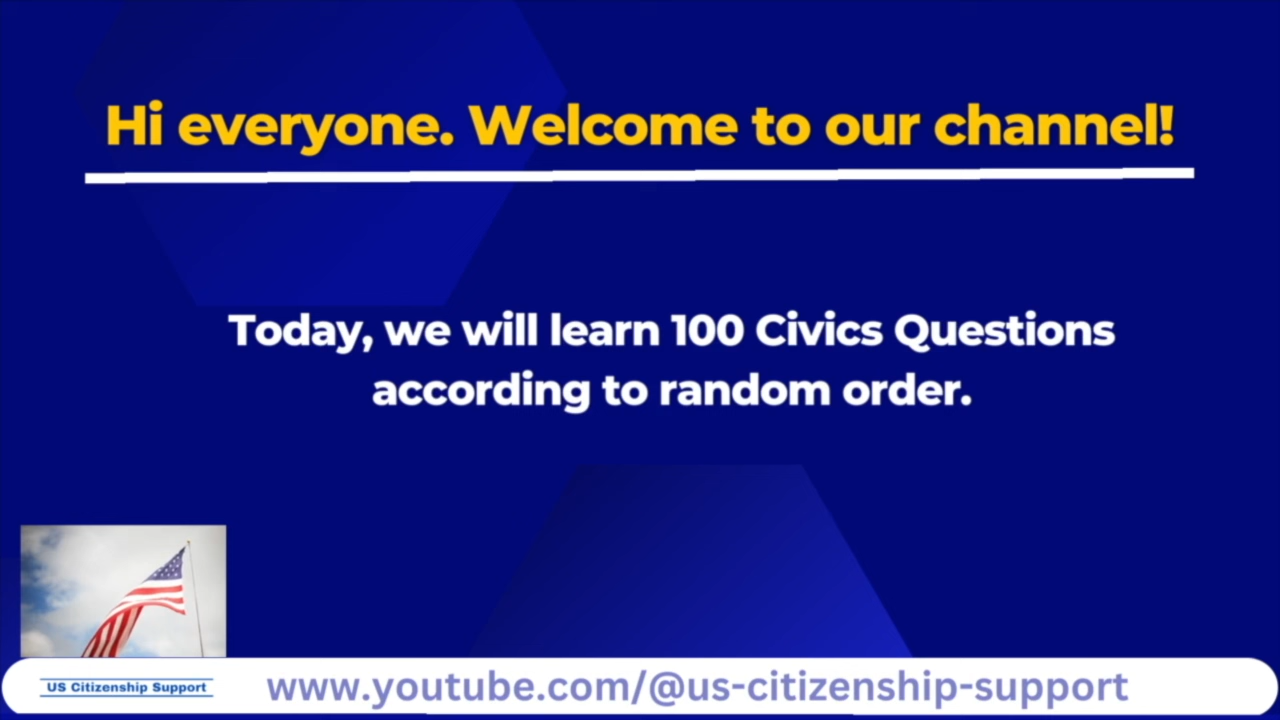 Hi everyone. Welcome to our channel!
Today, we will learn 100 Civics Questions
according to random order.
US Citizenship Support
www.youtube.com/@us-citizenship-support